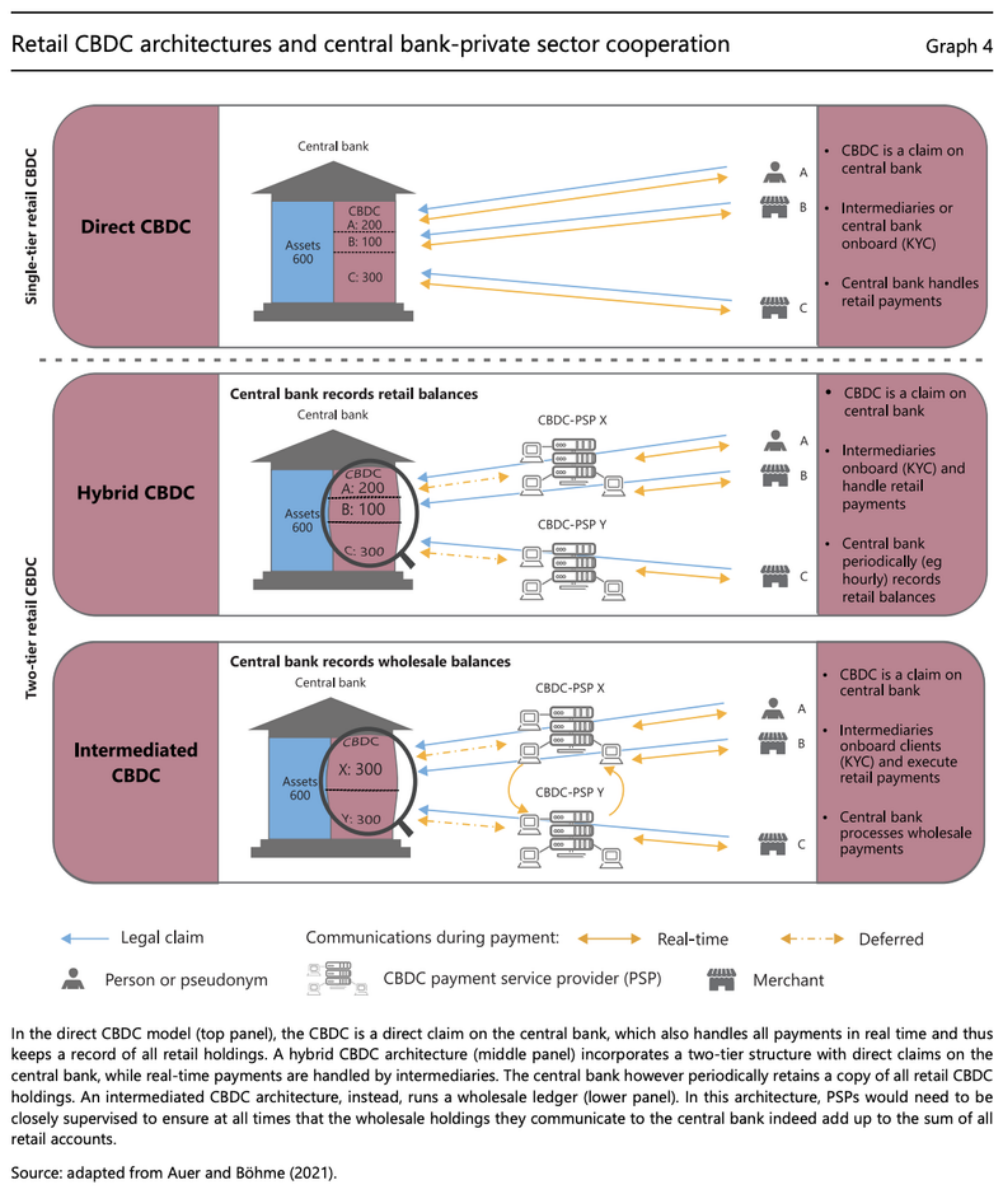 Retail CBDC architectures and central bank-private sector cooperation
Graph 4
Single-tier retail CBDC
Direct CBDC
Central bank
Assets
600
CBDC
A: 200
B: 100
C: 300
A
B
C
• CBDC is a claim on
central bank
• Intermediaries or
central bank
onboard (KYC)
• Central bank handles
retail payments
Two-tier retail CBDC
Hybrid CBDC
Central bank records retail balances
Central bank
Assets
600
CBDC
A: 200
B: 100
C: 300
CBDC-PSP X
CBDC-PSP Y
A
B
C
• CBDC is a claim on
central bank
• Intermediaries
onboard (KYC) and
handle retail
payments
• Central bank
periodically (eg
hourly) records
retail balances
Intermediated
CBDC
Central bank records wholesale balances
Central bank
Assets
600
CBDC
X: 300
Y: 300
CBDC-PSP X
CBDC-PSP Y
A
B
C
• CBDC is a claim on
central bank
• Intermediaries
onboard clients
(KYC) and execute
retail payments
• Central bank
processes wholesale
payments
Legal claim
Communications during payment:
Real-time
Deferred
Person or pseudonym
CBDC payment service provider (PSP)
Merchant
In the direct CBDC model (top panel), the CBDC is a direct claim on the central bank, which also handles all payments in real time and thus
keeps a record of all retail holdings. A hybrid CBDC architecture (middle panel) incorporates a two-tier structure with direct claims on the
central bank, while real-time payments are handled by intermediaries. The central bank however periodically retains a copy of all retail CBDC
holdings. An intermediated CBDC architecture, instead, runs a wholesale ledger (lower panel). In this architecture, PSPs would need to be
closely supervised to ensure at all times that the wholesale holdings they communicate to the central bank indeed add up to the sum of all
retail accounts.
Source: adapted from Auer and Böhme (2021).